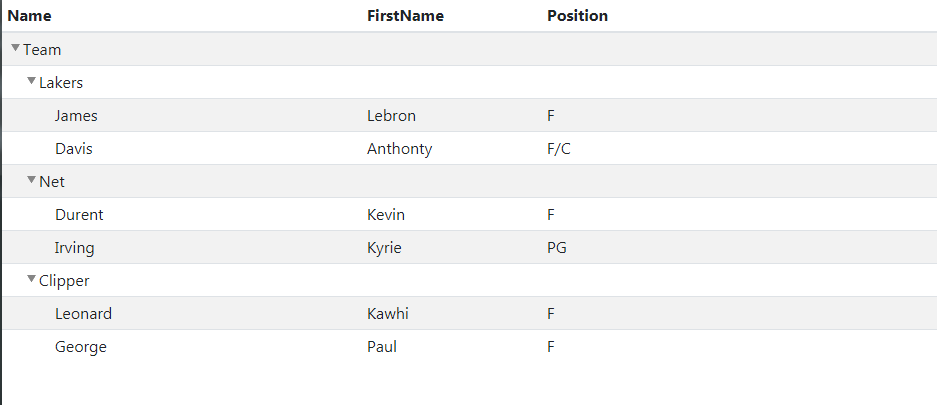 Name FirstName Position
Team
Lakers
James Lebron F
Davis Anthonty F/C
Net
Durent Kevin F
Irving Kyrie PG
Clipper
Leonard Kawhi F
George Paul F